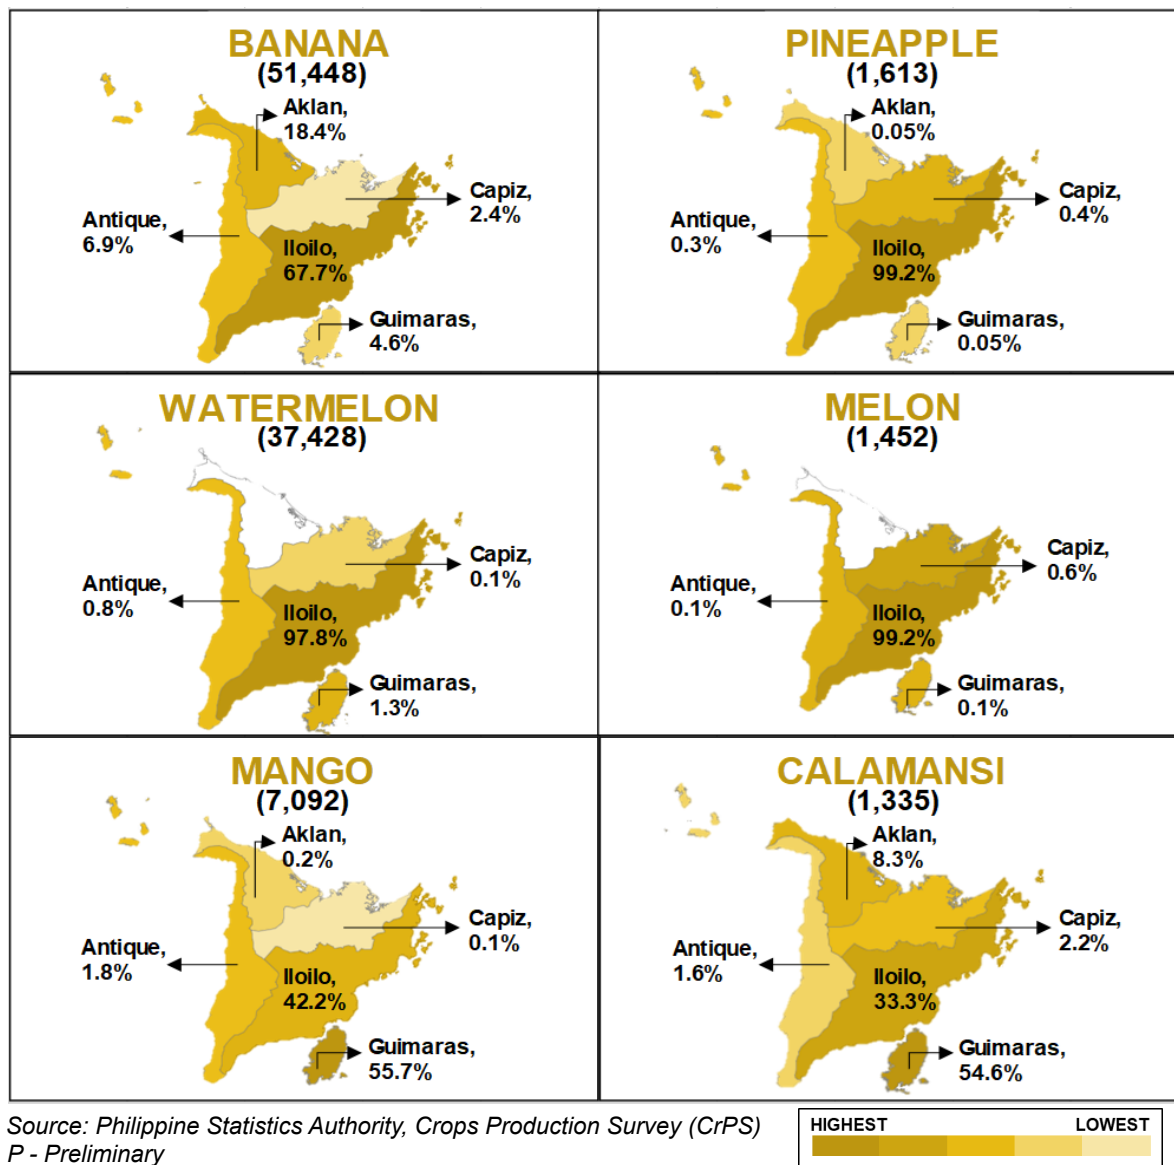 BANANA
(51,448)
Aklan,
18.4%
Capiz,
2.4%
Antique,
6.9%
Iloilo,
67.7%
Guimaras,
4.6%
PINEAPPLE
(1,613)
Aklan,
0.05%
Capiz,
0.4%
Antique,
0.3%
Iloilo,
99.2%
Guimaras,
0.05%
WATERMELON
(37,428)
Capiz,
0.1%
Antique,
0.8%
Iloilo,
97.8%
Guimaras,
1.3%
MELON
(1,452)
Capiz,
0.6%
Antique,
0.1%
Iloilo,
99.2%
Guimaras,
0.1%
MANGO
(7,092)
Aklan,
0.2%
Capiz,
0.1%
Antique,
1.8%
Iloilo,
42.2%
Guimaras,
55.7%
CALAMANSI
(1,335)
Aklan,
8.3%
Capiz,
2.2%
Antique,
1.6%
Iloilo,
33.3%
Guimaras,
54.6%
Source: Philippine Statistics Authority, Crops Production Survey (CrPS)
P - Preliminary
HIGHEST LOWEST